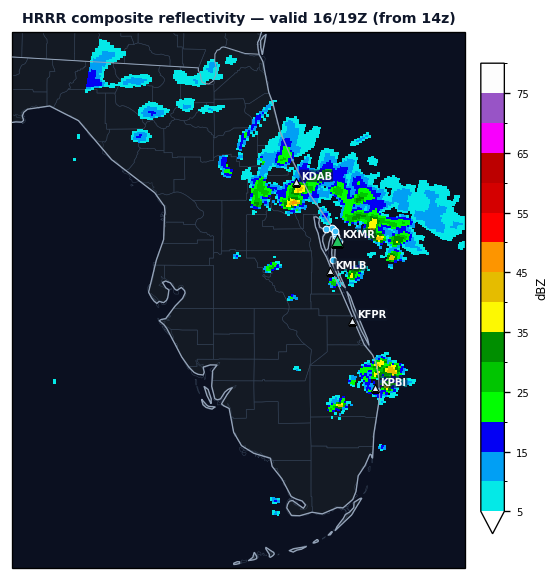 HRRR composite reflectivity — valid 16/19Z (from 14z)
75
65
KDAB
55
KXMR
45
KMLB
dBZ
KFPR
35
25
KPBI
15
5